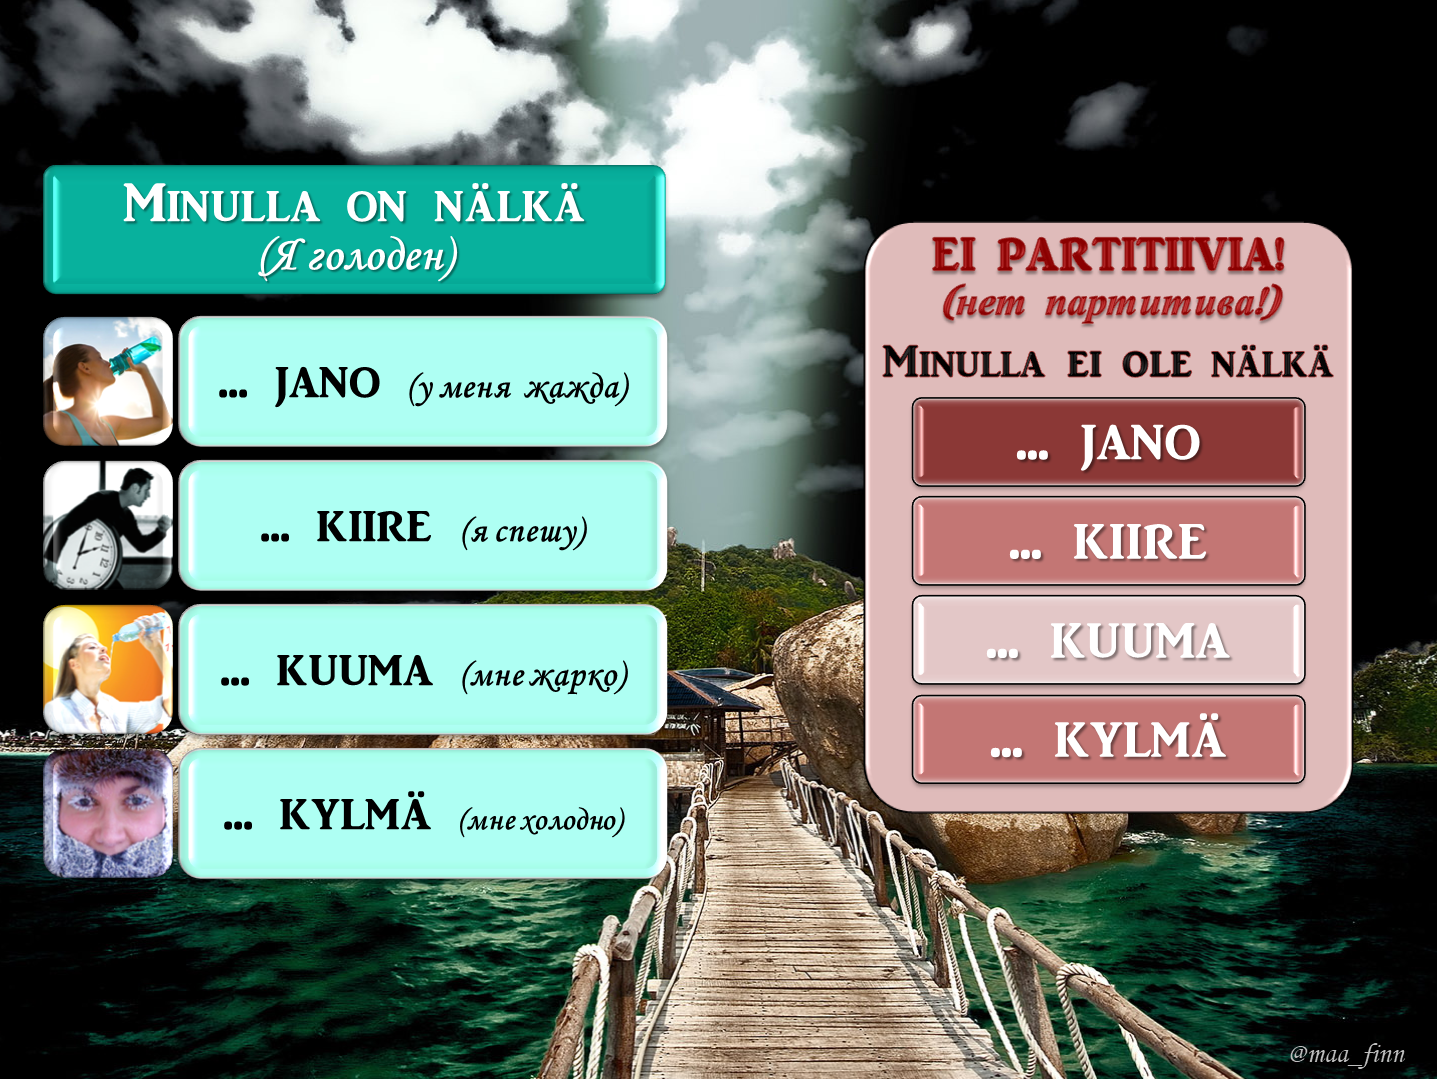 Minulla on nälkä
(Я голоден)
... JANO (у меня жажда)
... KIIRE (я спешу)
... KUUMA (мне жарко)
... KYLMÄ (мне холодно)
EI PARTITIIVIA!
(нет партитива!)
Minulla ei ole nälkä
... JANO
... KIIRE
... KUUMA
... KYLMÄ
@maa_finn